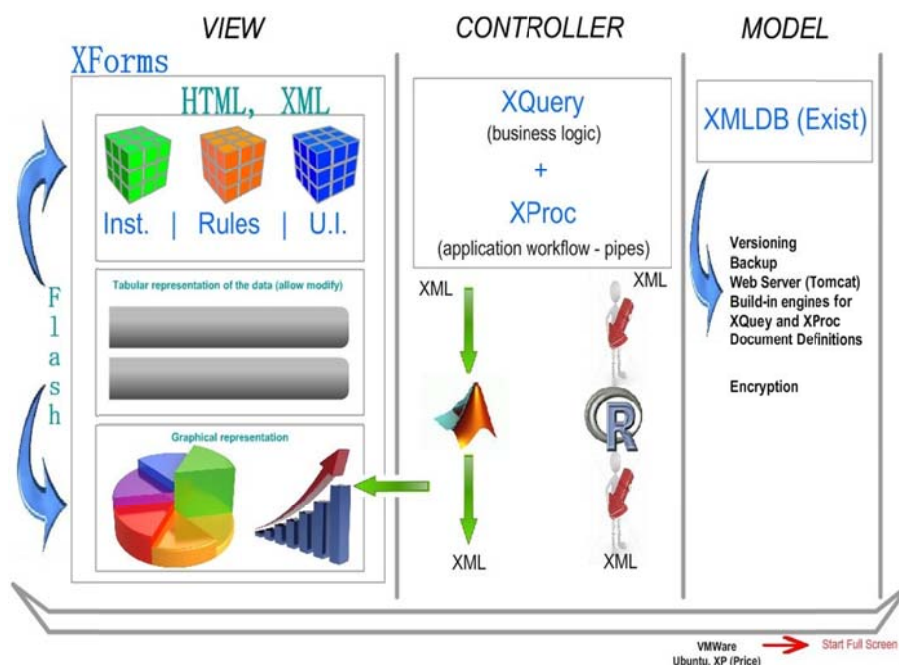 VIEW
CONTROLLER
MODEL
XForms
HTML, XML
Inst. | Rules | U.I.
Flash
Tabular representation of the data (allow modify)
Graphical representation
XQuery
(business logic)
+
XProc
(application workflow - pipes)
XML
XML
R
XML
XML
XMLDB (Exist)
Versioning
Backup
Web Server (Tomcat)
Build-in engines for
XQuey and XProc
Document Definitions
Encryption
VMWare
Ubuntu, XP (Price)
Start Full Screen